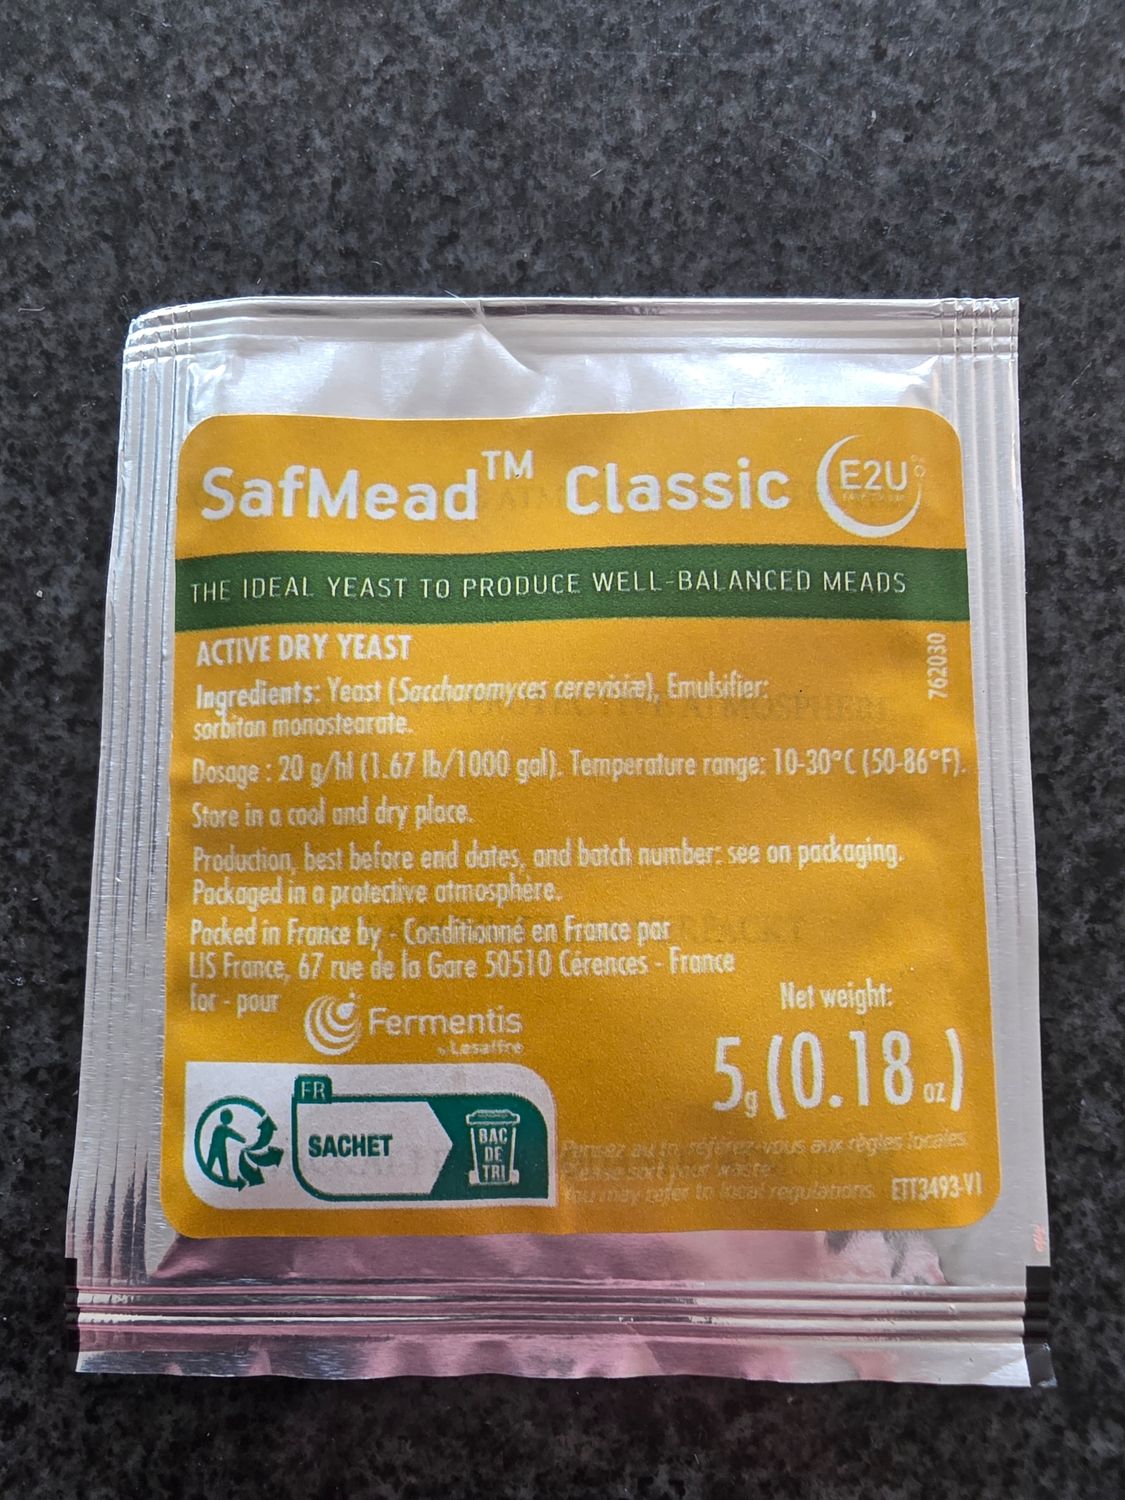 SafMead™ Classic
E2U
THE IDEAL YEAST TO PRODUCE WELL-BALANCED MEADS
ACTIVE DRY YEAST
762030
Ingredients: Yeast (Saccharomyces cerevisiæ), Emulsifier:
sorbitan monostearate.
Dosage : 20 g/hl (1.67 lb/1000 gal). Temperature range: 10-30°C (50-86°F).
Store in a cool and dry place.
Production, best before end dates, and batch number: see on packaging.
Packaged in a protective atmosphère.
Packed in France by - Conditionné en France par
LIS France, 67 rue de la Gare 50510 Cérences - France
for - pour
Fermentis
by Lesaffre
Net weight:
5g (0.18 oz)
FR
SACHET
BAC
DE
TRI
Pensez au tri référez-vous aux règles locales
Please sort your waste
You may refer to local regulations.
ETT3493-V1